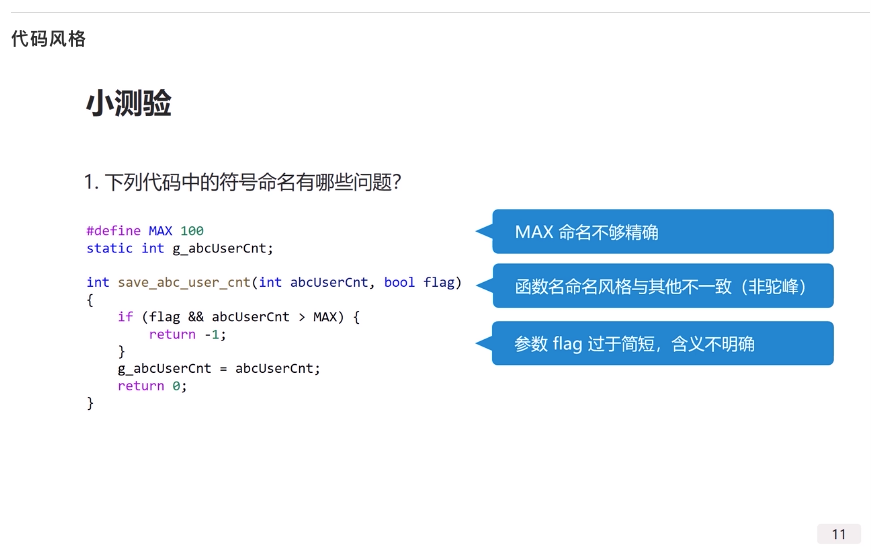 代码风格
小测验
1. 下列代码中的符号命名有哪些问题?
#define MAX 100
static int g_abcUserCnt;
int save_abc_user_cnt(int abcUserCnt, bool flag)
{
    if (flag && abcUserCnt > MAX) {
        return -1;
    }
    g_abcUserCnt = abcUserCnt;
    return 0;
}
MAX 命名不够精确
函数名命名风格与其他不一致（非驼峰）
参数 flag 过于简短，含义不明确
11